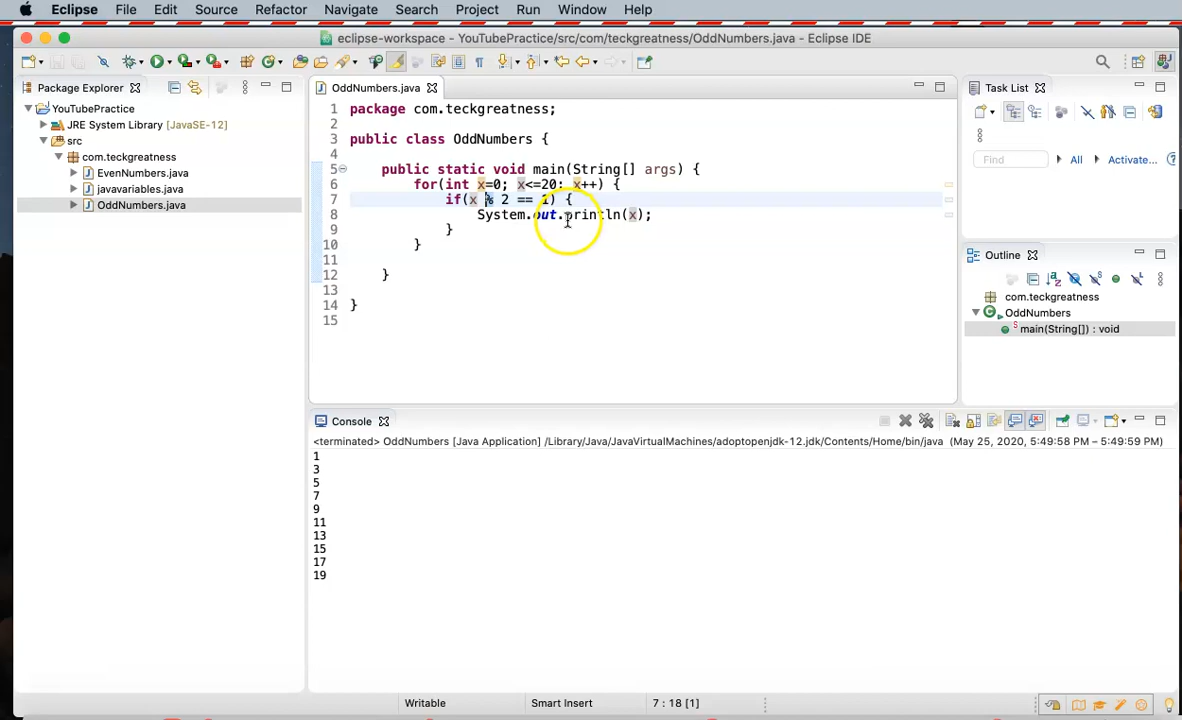 Eclipse File Edit Source Refactor Navigate Search Project Run Window Help
eclipse-workspace - YouTubePractice/src/com/teckgreatness/OddNumbers.java - Eclipse IDE
Package Explorer
YouTubePractice
JRE System Library [JavaSE-12]
src
com.teckgreatness
EvenNumbers.java
javavariables.java
OddNumbers.java
OddNumbers.java
1 package com.teckgreatness;
2
3 public class OddNumbers {
4
5 public static void main(String[] args) {
6 for(int x=0; x<=20; x++) {
7 if(x % 2 == 1) {
8 System.out.println(x);
9 }
10 }
11
12 }
13
14 }
15
Task List
Find All Activate...
Outline
com.teckgreatness
OddNumbers
main(String[]) : void
Console
<terminated> OddNumbers [Java Application] /Library/Java/JavaVirtualMachines/adoptopenjdk-12.jdk/Contents/Home/bin/java (May 25, 2020, 5:49:58 PM – 5:49:59 PM)
1
3
5
7
9
11
13
15
17
19
Writable Smart Insert 7 : 18 [1]